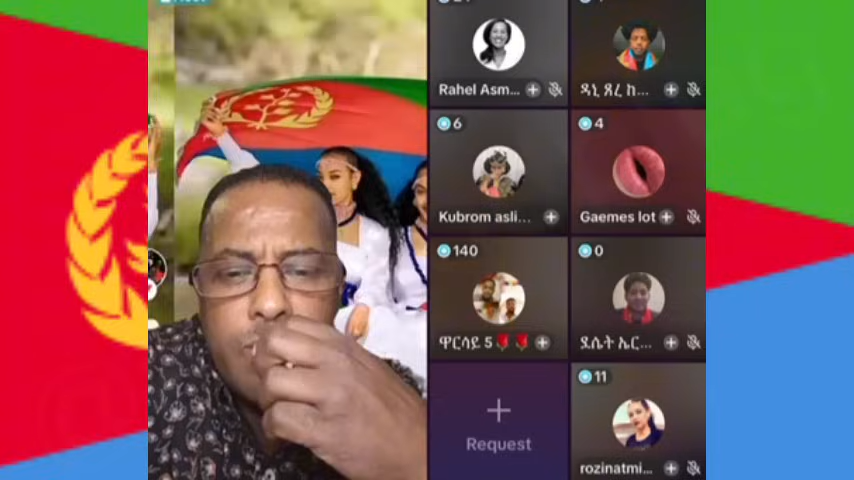 Rahel Asm...
ዳኒ ጸረ ከ...
6
4
Kubrom asli...
Gaemes lot
140
0
ዋርሳይ 5🌹🌹
ደሴት ኤር...
11
Request
rozinatmi...